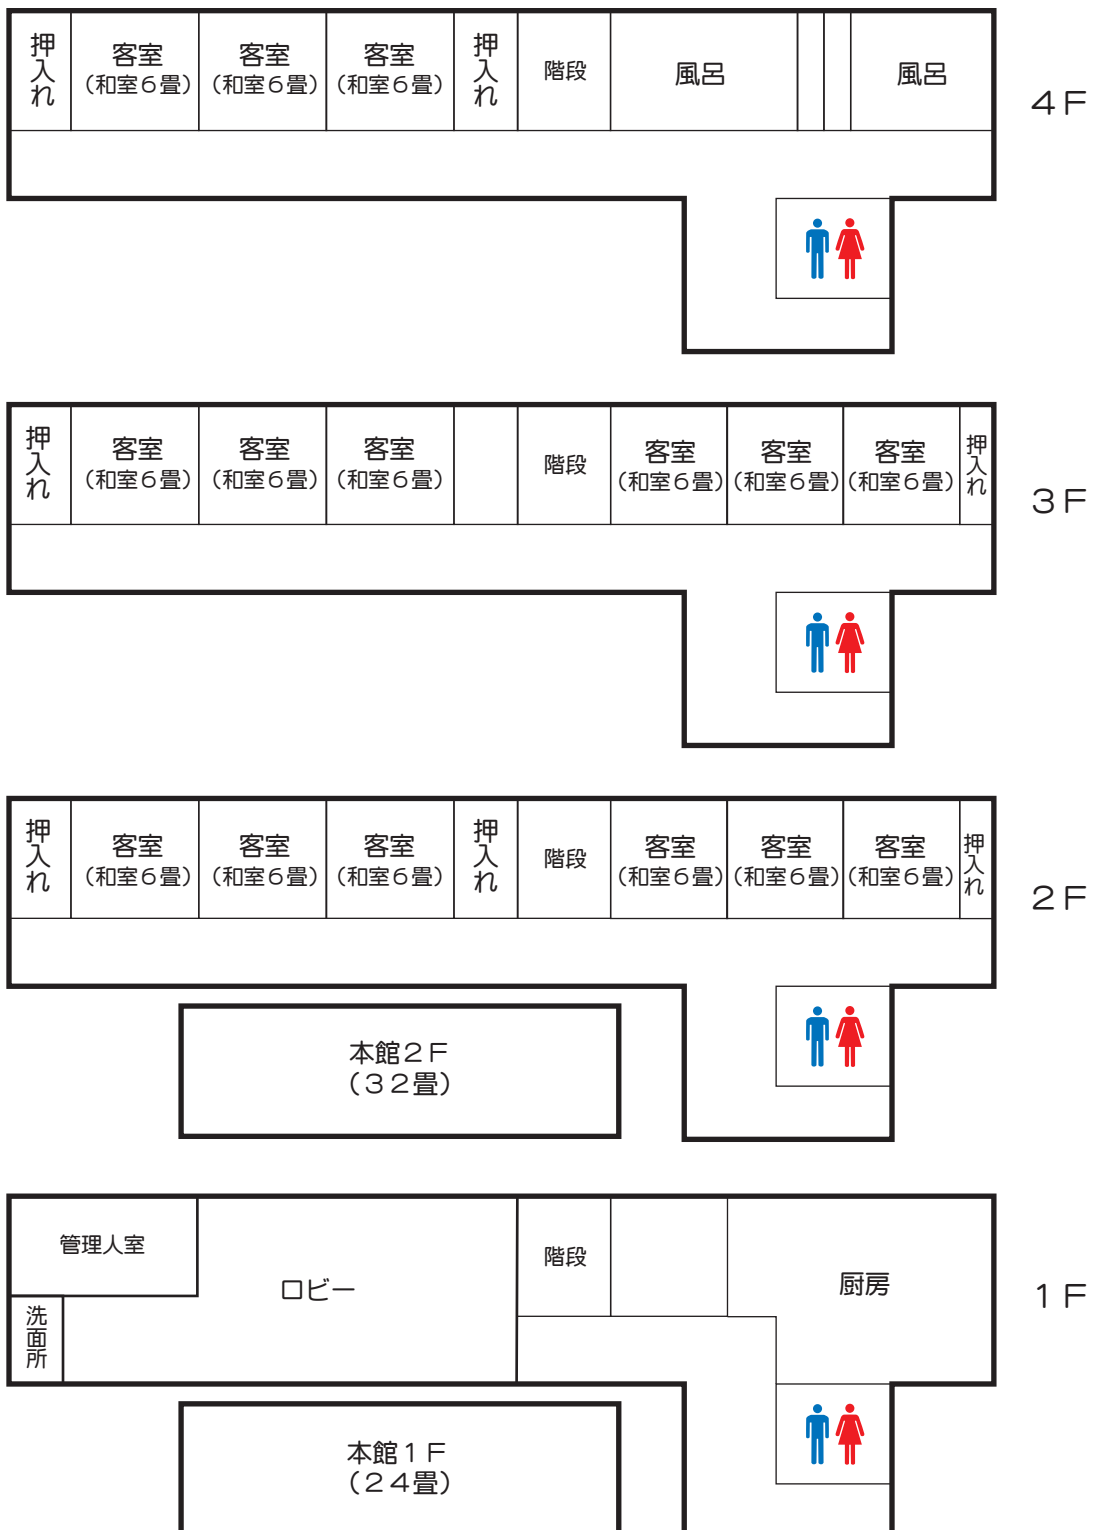 押入れ
客室
(和室6畳)
客室
(和室6畳)
客室
(和室6畳)
押入れ
階段
風呂
風呂
4F
押入れ
客室
(和室6畳)
客室
(和室6畳)
客室
(和室6畳)
階段
客室
(和室6畳)
客室
(和室6畳)
客室
(和室6畳)
押入れ
3F
押入れ
客室
(和室6畳)
客室
(和室6畳)
客室
(和室6畳)
押入れ
階段
客室
(和室6畳)
客室
(和室6畳)
客室
(和室6畳)
押入れ
2F
本館2F
(32畳)
管理人室
ロビー
階段
厨房
洗面所
1F
本館1F
(24畳)